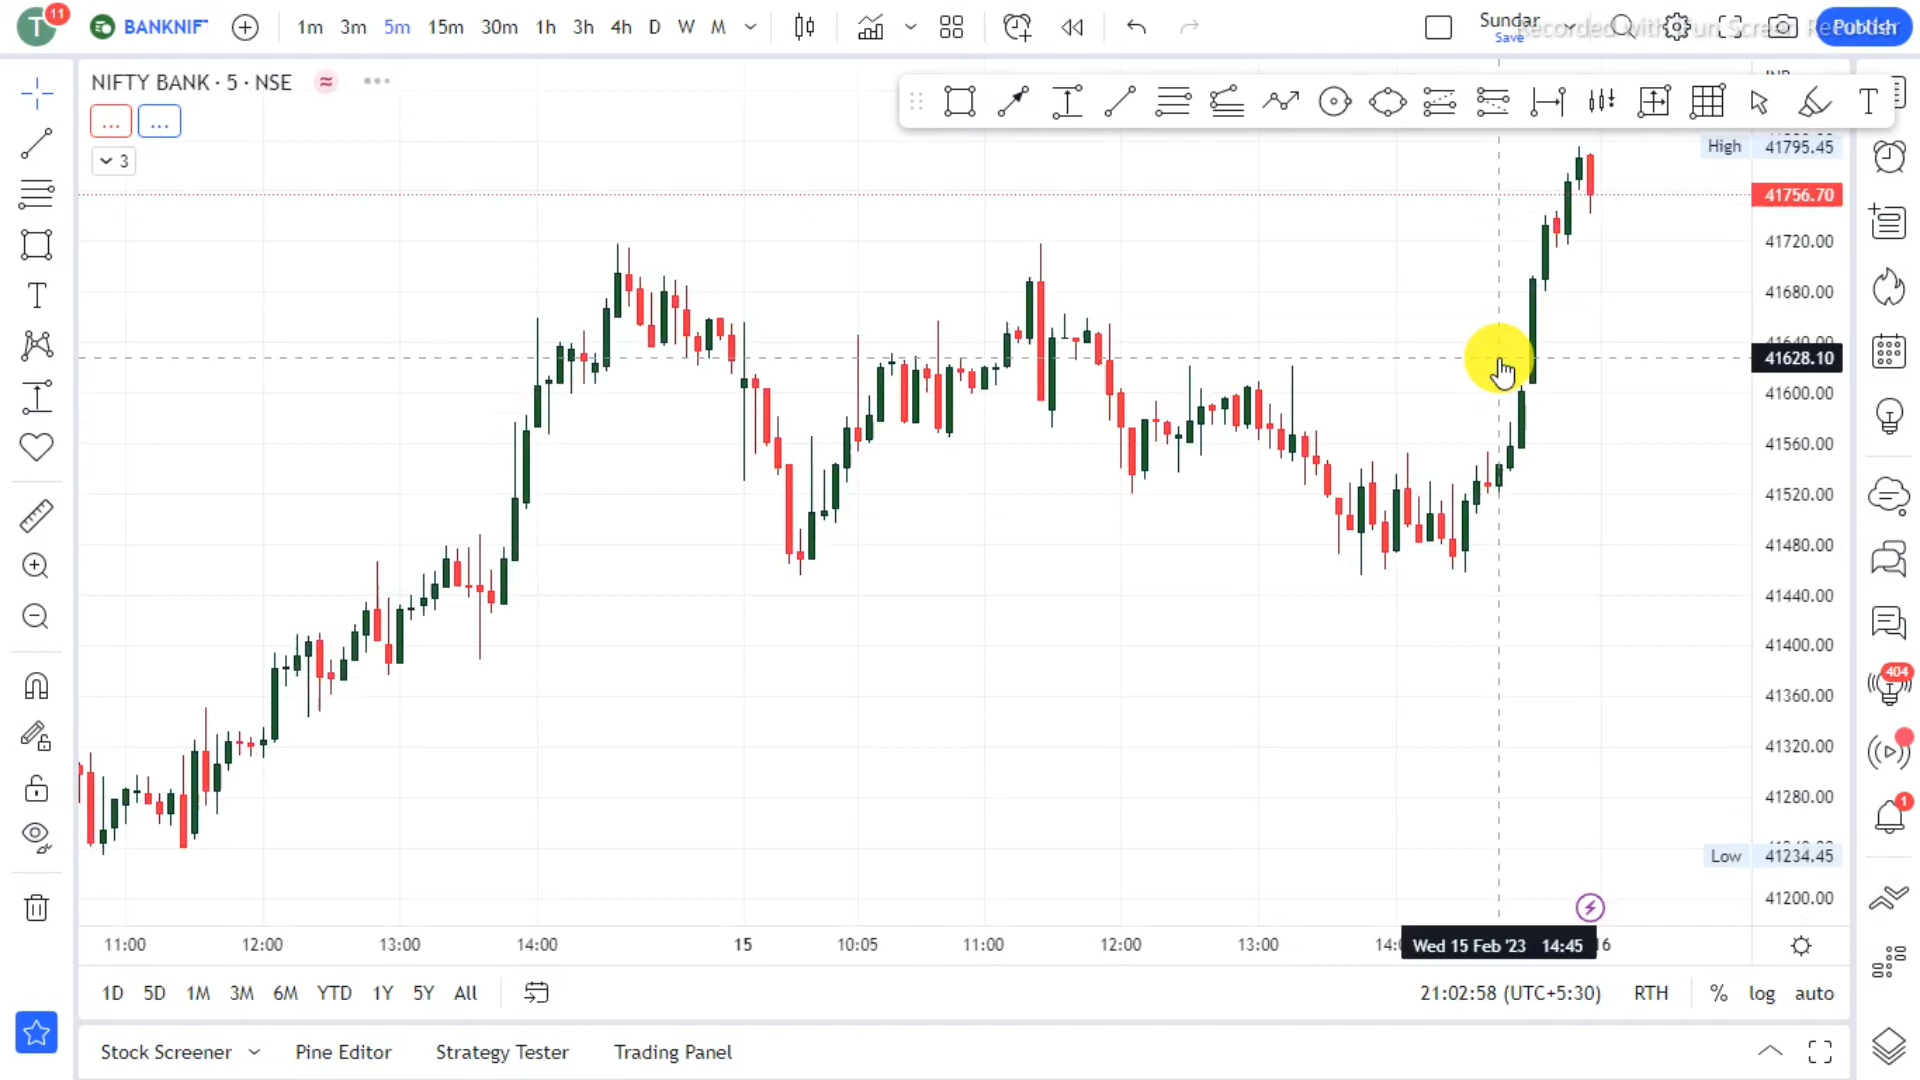 T
11
BANKNIF
1m 3m 5m 15m 30m 1h 3h 4h D W M
Sundar
Save
Publish
NIFTY BANK · 5 · NSE
...
...
3
T
T
High 41795.45
41756.70
41720.00
41680.00
41628.10
41600.00
41560.00
41520.00
41480.00
41440.00
41400.00
41360.00
404
41320.00
41280.00
1
Low 41234.45
41200.00
11:00 12:00 13:00 14:00 15 10:05 11:00 12:00 13:00
Wed 15 Feb '23 14:45
1D 5D 1M 3M 6M YTD 1Y 5Y All
21:02:58 (UTC+5:30) RTH % log auto
Stock Screener Pine Editor Strategy Tester Trading Panel